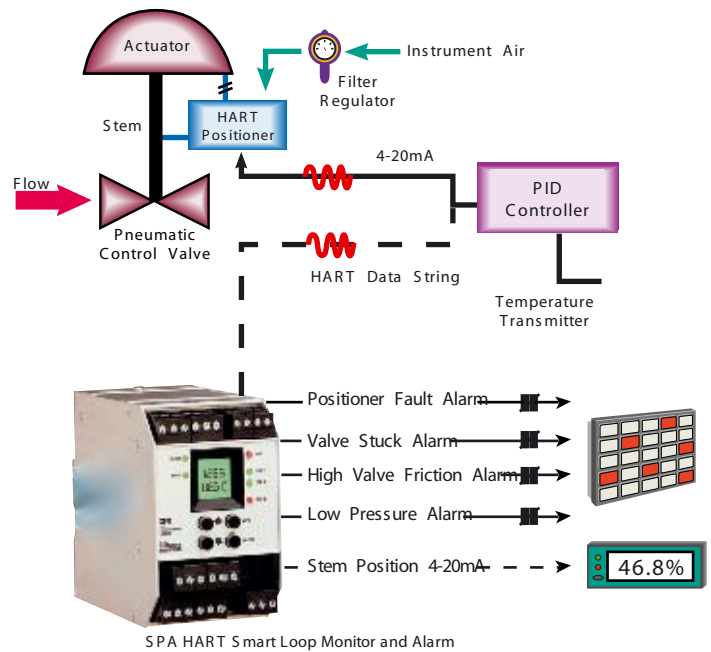 Actuator
Instrument Air
Filter
Regulator
HART
Positioner
Stem
4-20mA
Flow
PID
Controller
Pneumatic
Control Valve
HART Data String
Temperature
Transmitter
Positioner Fault Alarm
Valve Stuck Alarm
High Valve Friction Alarm
Low Pressure Alarm
Stem Position 4-20mA
46.8%
SPA HART Smart Loop Monitor and Alarm